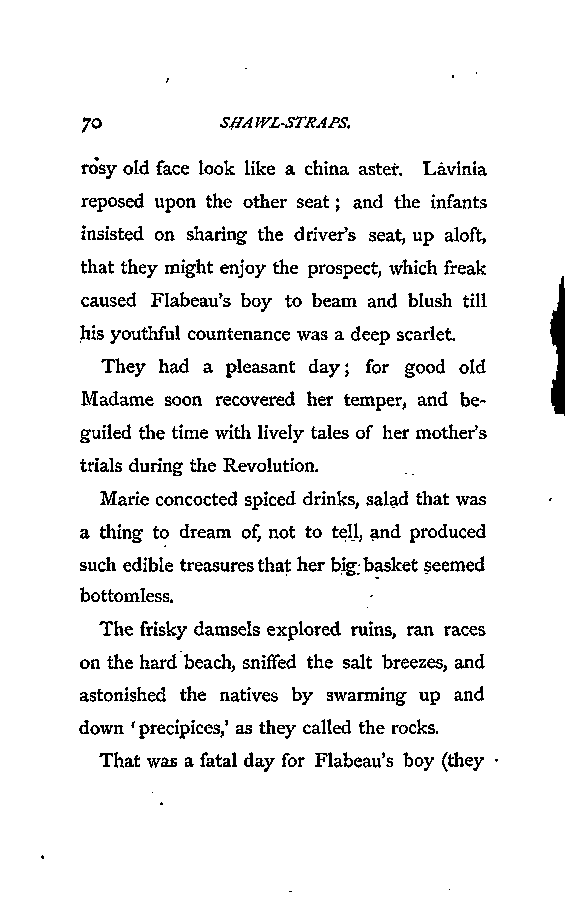 70 SHAWL-STRAPS.
rosy old face look like a china aster. Lavinia
reposed upon the other seat; and the infants
insisted on sharing the driver's seat, up aloft,
that they might enjoy the prospect, which freak
caused Flabeau's boy to beam and blush till
his youthful countenance was a deep scarlet.
They had a pleasant day; for good old
Madame soon recovered her temper, and be-
guiled the time with lively tales of her mother's
trials during the Revolution.
Marie concocted spiced drinks, salad that was
a thing to dream of, not to tell, and produced
such edible treasures that her big basket seemed
bottomless.
The frisky damsels explored ruins, ran races
on the hard beach, sniffed the salt breezes, and
astonished the natives by swarming up and
down 'precipices,' as they called the rocks.
That was a fatal day for Flabeau's boy (they